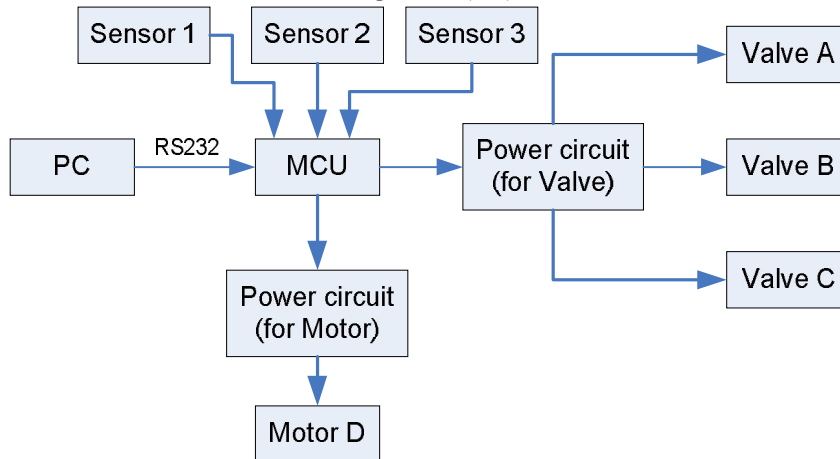 Sensor 1
Sensor 2
Sensor 3
Valve A
PC
RS232
MCU
Power circuit
(for Valve)
Valve B
Valve C
Power circuit
(for Motor)
Motor D